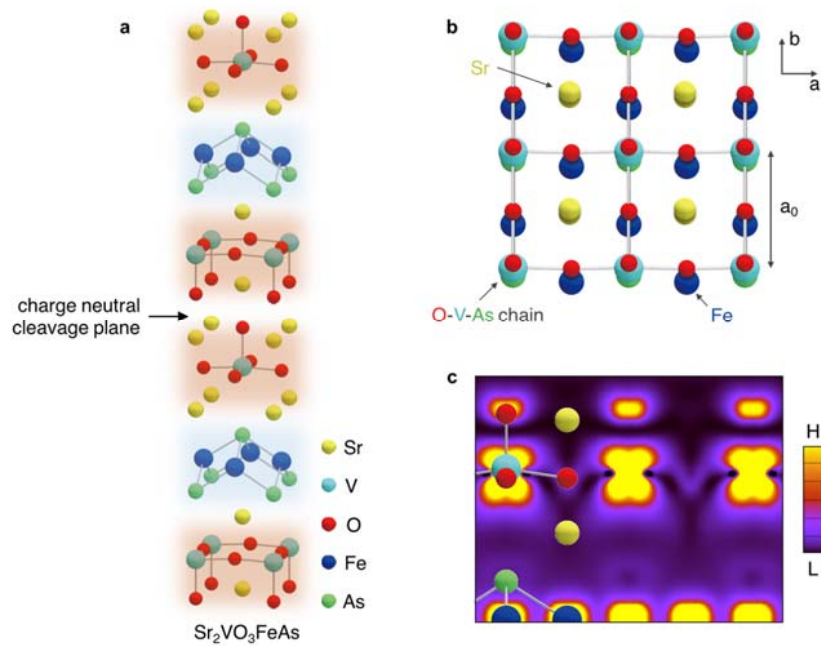 a
charge neutral
cleavage plane
Sr
V
O
Fe
As
Sr₂VO₃FeAs
b
Sr
b
a
a₀
O-V-As chain
Fe
c
H
L